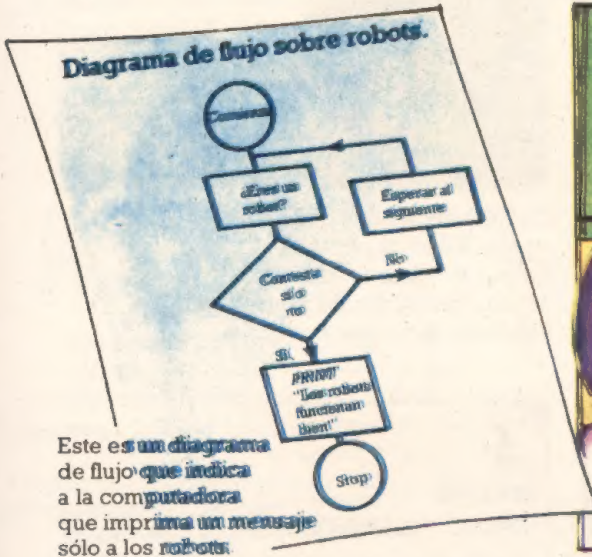 Diagrama de flujo sobre robots.
Comenzar
¿Eres un
robot?
Esperar al
siguiente
Contesta
sí o
no
No
Sí
PRINT
"Los robots
funcionan
bien!"
Stop
Este es un diagrama
de flujo que indica
a la computadora
que imprima un mensaje
sólo a los robots.